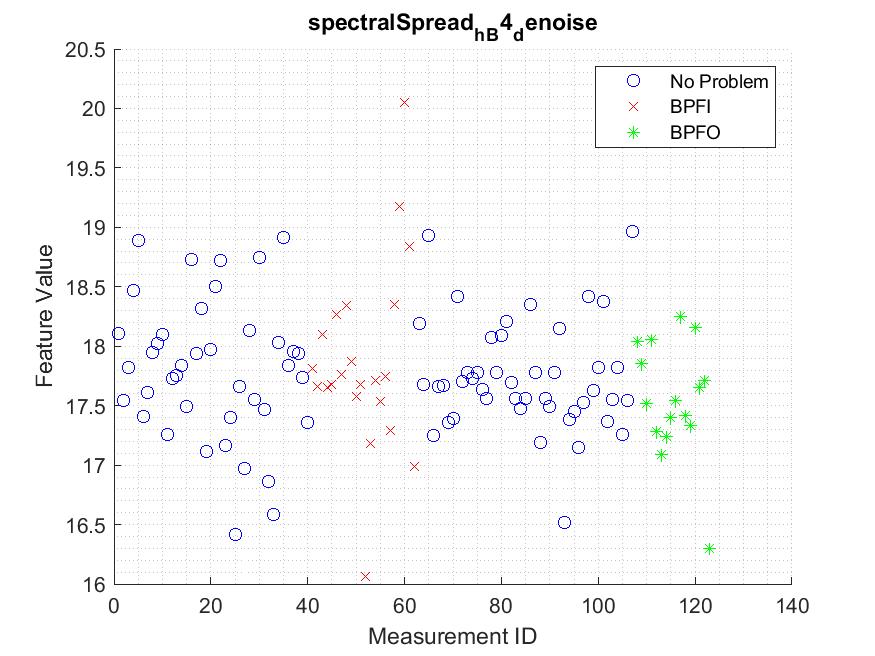 spectralSpread_hB4_denoise
No Problem
BPFI
BPFO
20.5
20
19.5
19
18.5
18
17.5
17
16.5
16
Feature Value
0 20 40 60 80 100 120 140
Measurement ID